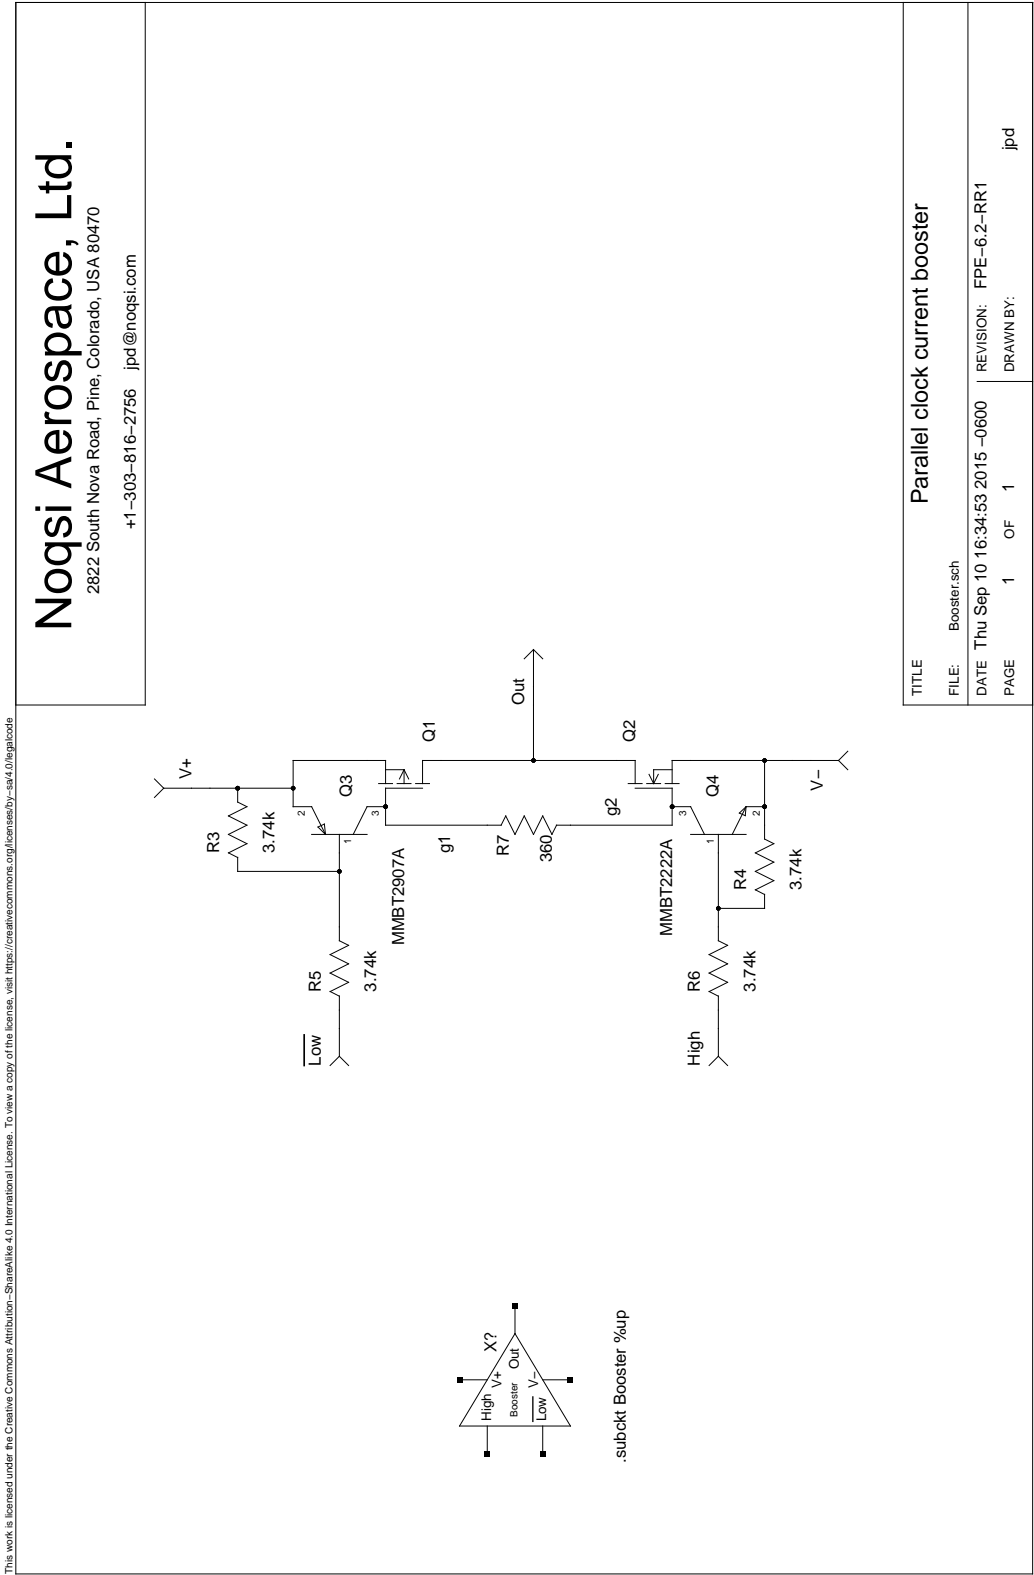 Noqsi Aerospace, Ltd.
2822 South Nova Road, Pine, Colorado, USA 80470
+1−303−816−2756 jpd@noqsi.com
This work is licensed under the Creative Commons Attribution−ShareAlike 4.0 International License. To view a copy of the license, visit https://creativecommons.org/licenses/by−sa/4.0/legalcode
V+
R3
3.74k
2
Q3
1
3
MMBT2907A
Q1
Low
R5
3.74k
g1
R7
360
Out
g2
Q2
MMBT2222A
3
Q4
1
2
High
R6
3.74k
R4
3.74k
V−
X?
High
V+
Booster
Out
Low
V−
.subckt Booster %up
TITLE
Parallel clock current booster
FILE: Booster.sch
DATE Thu Sep 10 16:34:53 2015 −0600
REVISION: FPE−6.2−RR1
PAGE 1 OF 1
DRAWN BY: jpd